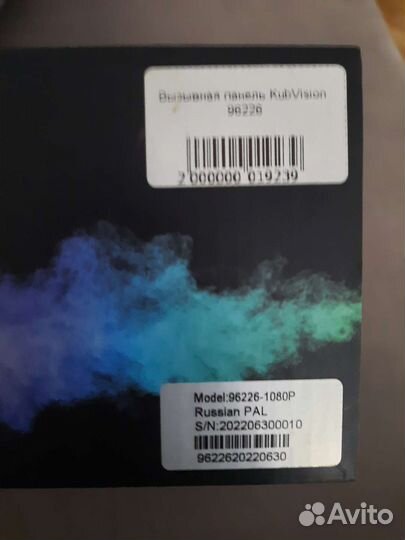 Вызывная панель KubVision
96226
2 000000 019239
Model:96226-1080P
Russian PAL
S/N:202206300010
9622620220630
Avito